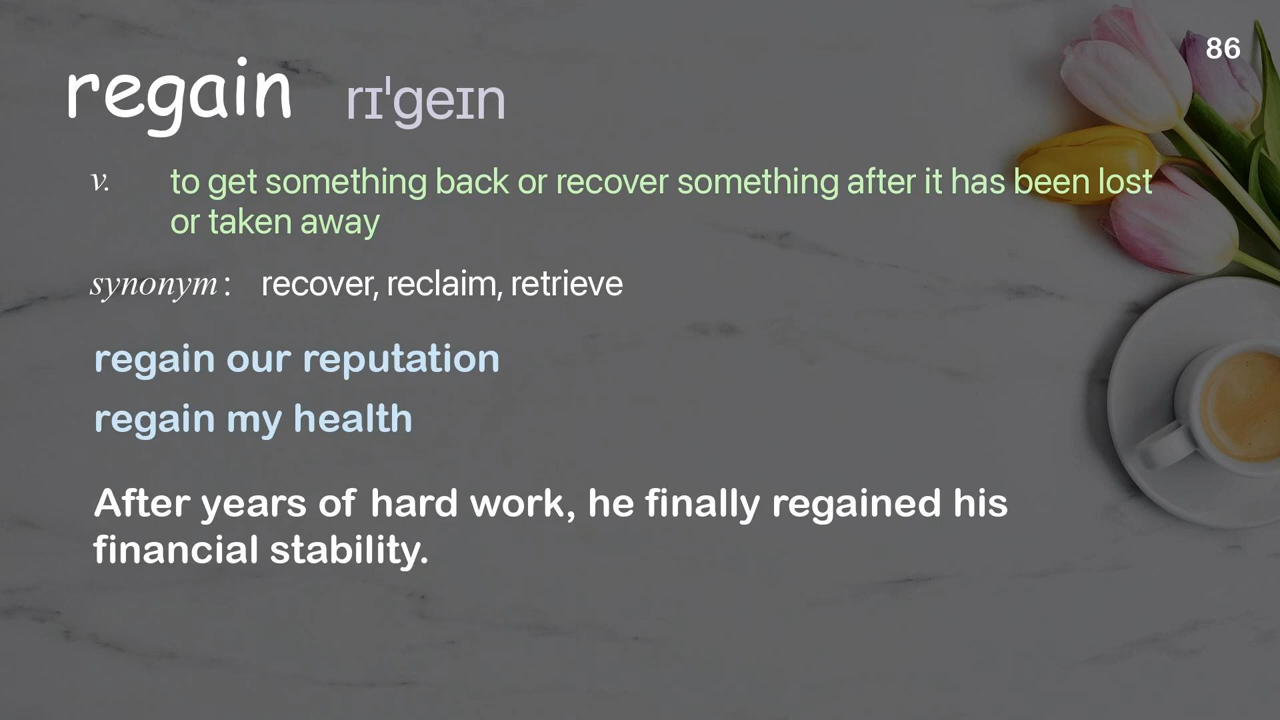 86
regain rɪˈgeɪn
v. to get something back or recover something after it has been lost
or taken away
synonym: recover, reclaim, retrieve
regain our reputation
regain my health
After years of hard work, he finally regained his
financial stability.